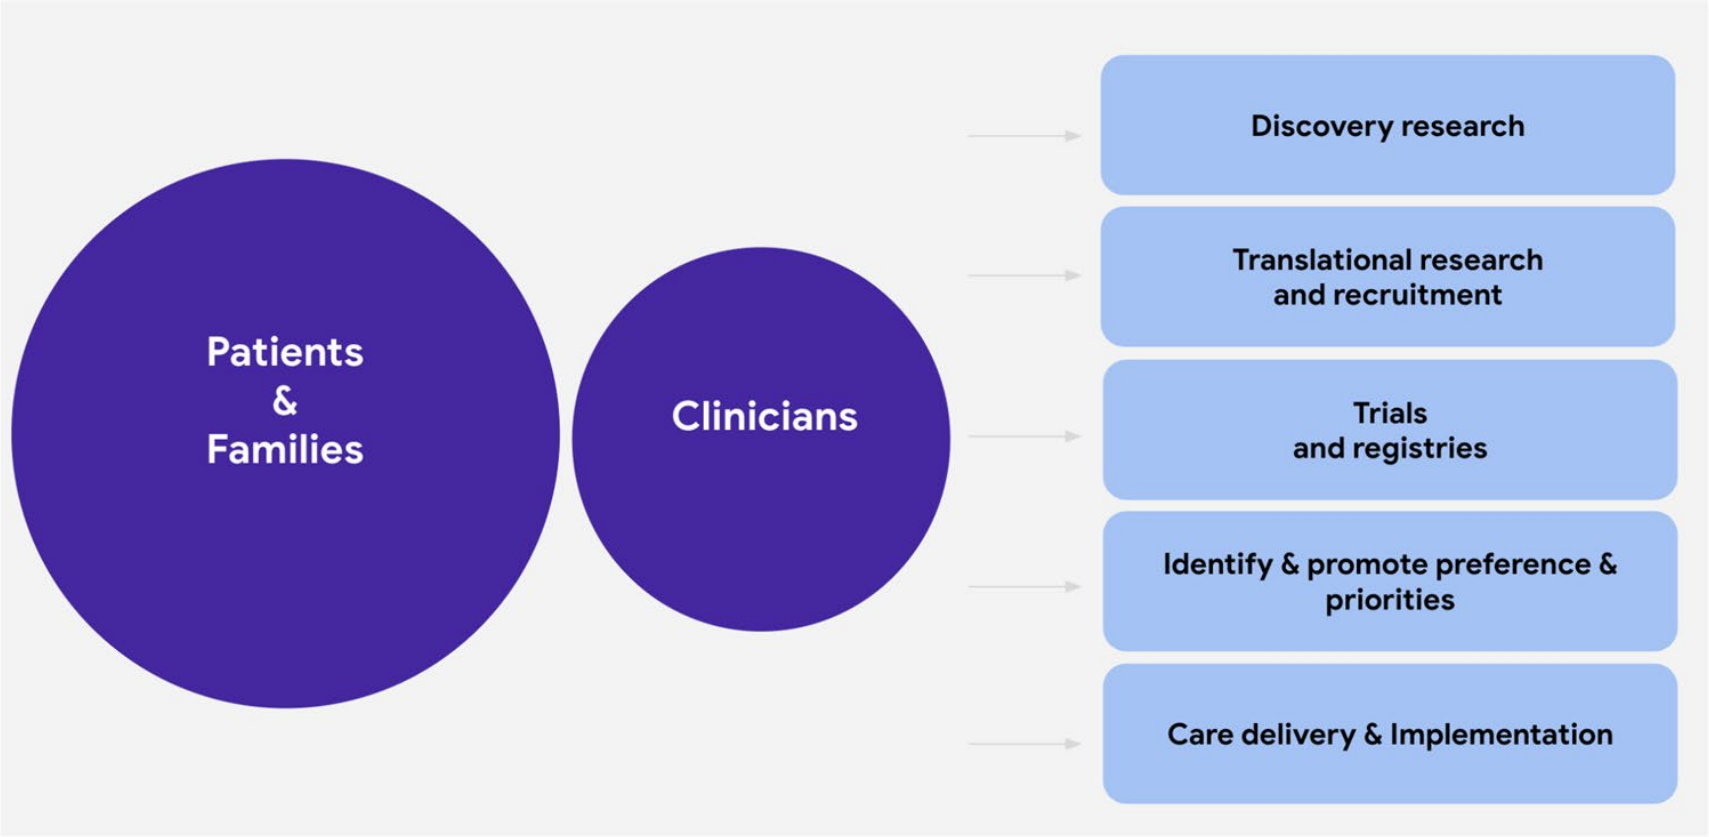 Patients
&
Families
Clinicians
Discovery research
Translational research
and recruitment
Trials
and registries
Identify & promote preference &
priorities
Care delivery & Implementation